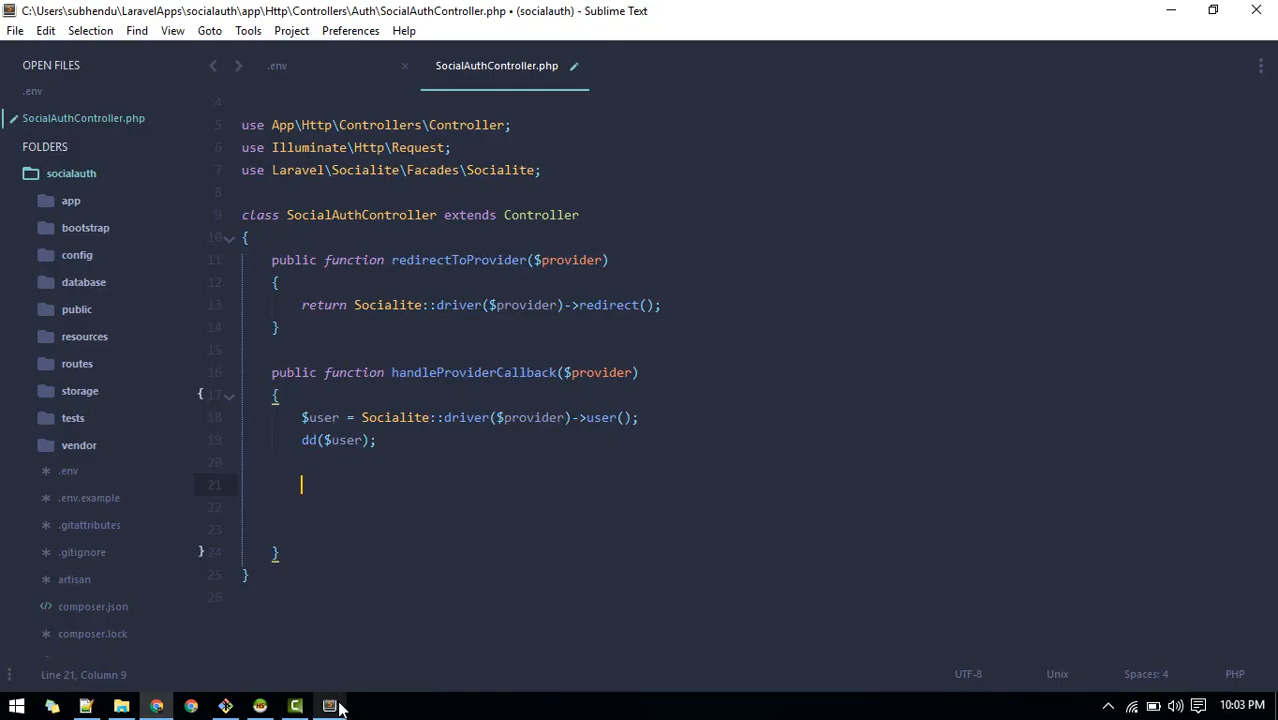 C:\Users\subhendu\LaravelApps\socialauth\app\Http\Controllers\Auth\SocialAuthController.php • (socialauth) - Sublime Text
File Edit Selection Find View Goto Tools Project Preferences Help
OPEN FILES
.env
SocialAuthController.php
FOLDERS
socialauth
app
bootstrap
config
database
public
resources
routes
storage
tests
vendor
.env
.env.example
.gitattributes
.gitignore
artisan
composer.json
composer.lock
.env
SocialAuthController.php
4
5 use App\Http\Controllers\Controller;
6 use Illuminate\Http\Request;
7 use Laravel\Socialite\Facades\Socialite;
8
9 class SocialAuthController extends Controller
10 {
11 public function redirectToProvider($provider)
12 {
13 return Socialite::driver($provider)->redirect();
14 }
15
16 public function handleProviderCallback($provider)
17 {
18 $user = Socialite::driver($provider)->user();
19 dd($user);
20
21
22
23
24 }
25 }
26
Line 21, Column 9 UTF-8 Unix Spaces: 4 PHP
10:03 PM